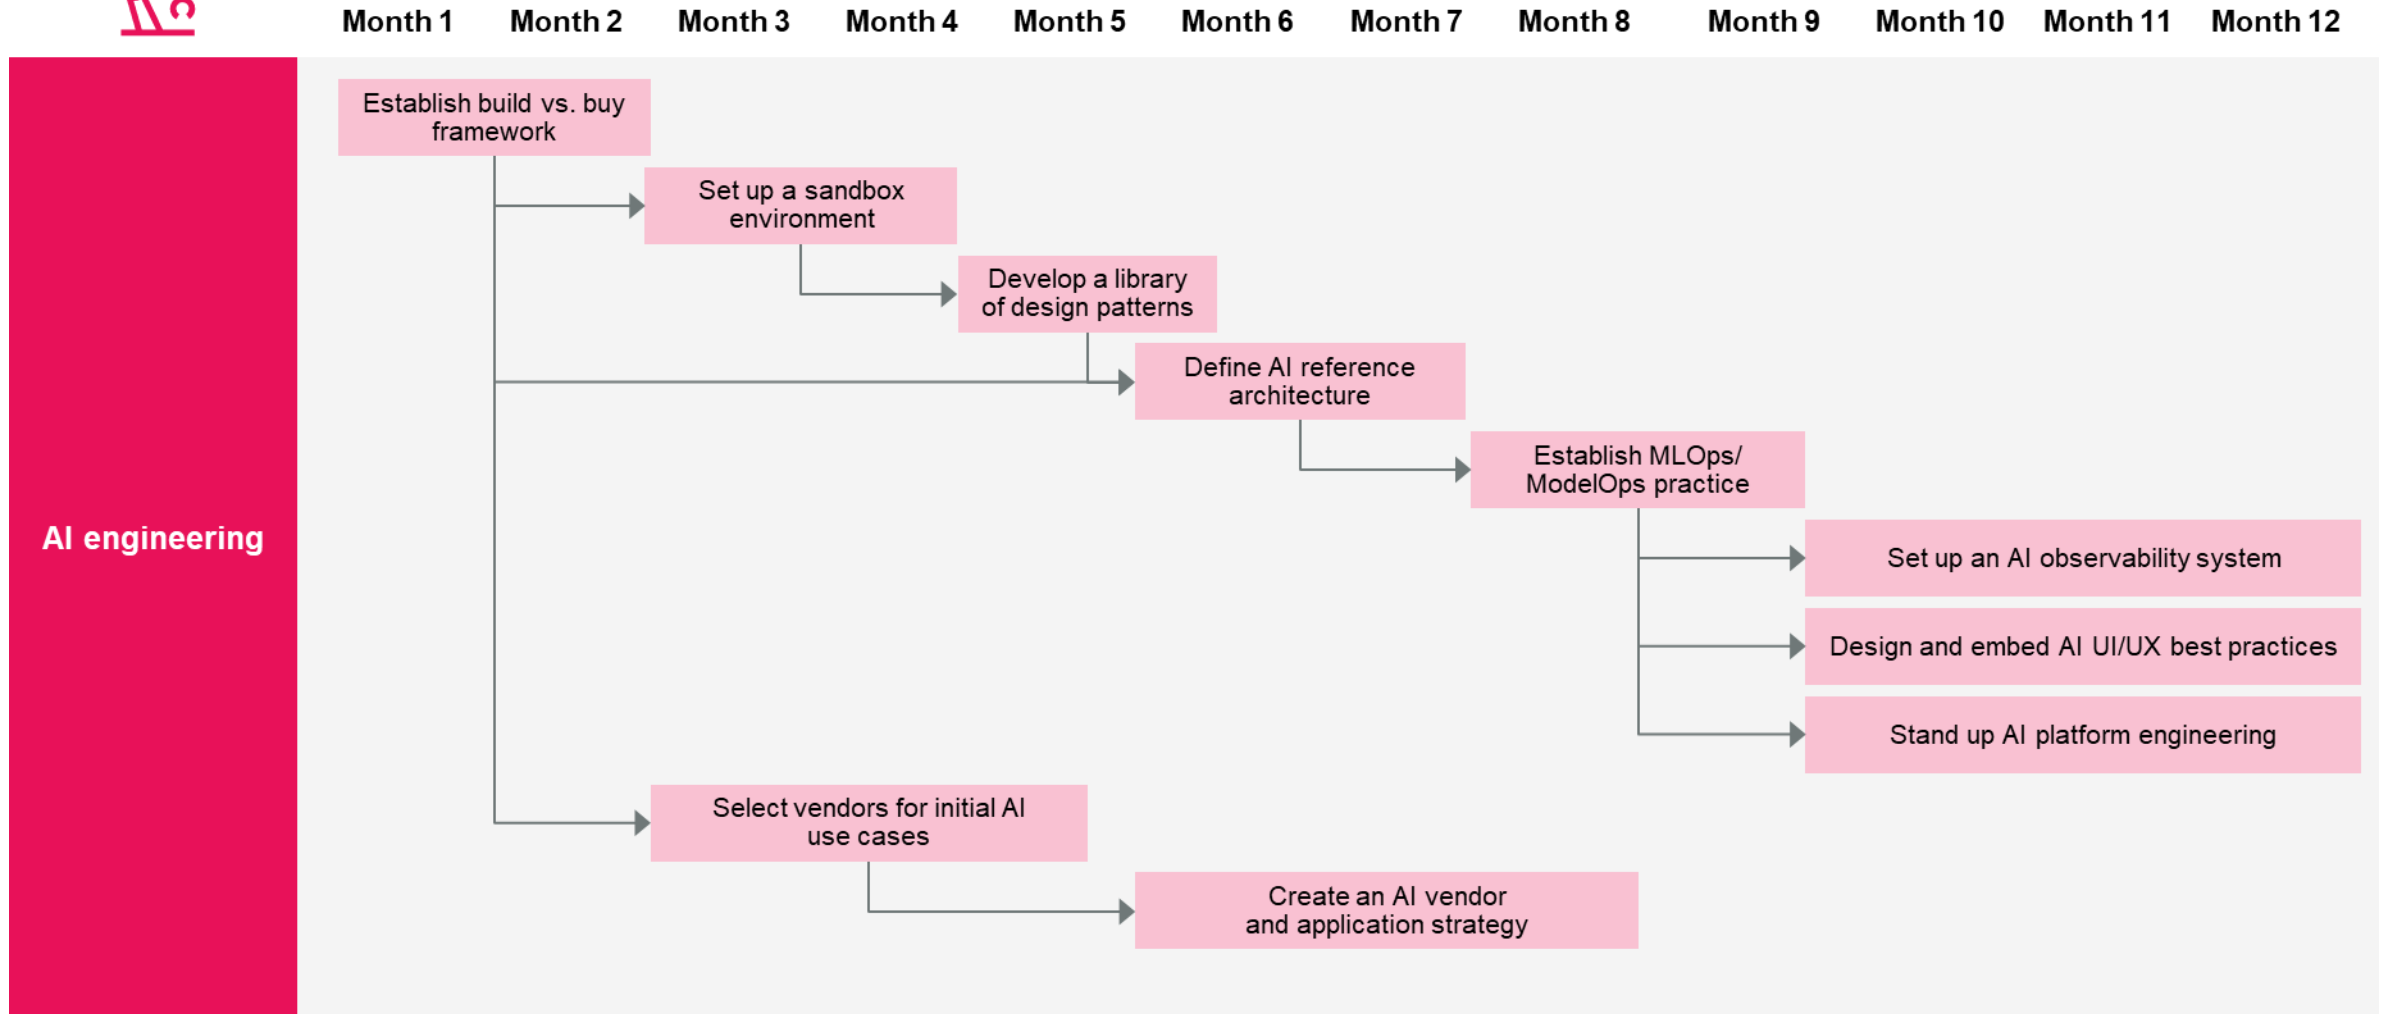 Month 1 Month 2 Month 3 Month 4 Month 5 Month 6 Month 7 Month 8 Month 9 Month 10 Month 11 Month 12
Establish build vs. buy
framework
Set up a sandbox
environment
Develop a library
of design patterns
Define AI reference
architecture
Establish MLOps/
ModelOps practice
AI engineering
Set up an AI observability system
Design and embed AI UI/UX best practices
Stand up AI platform engineering
Select vendors for initial AI
use cases
Create an AI vendor
and application strategy